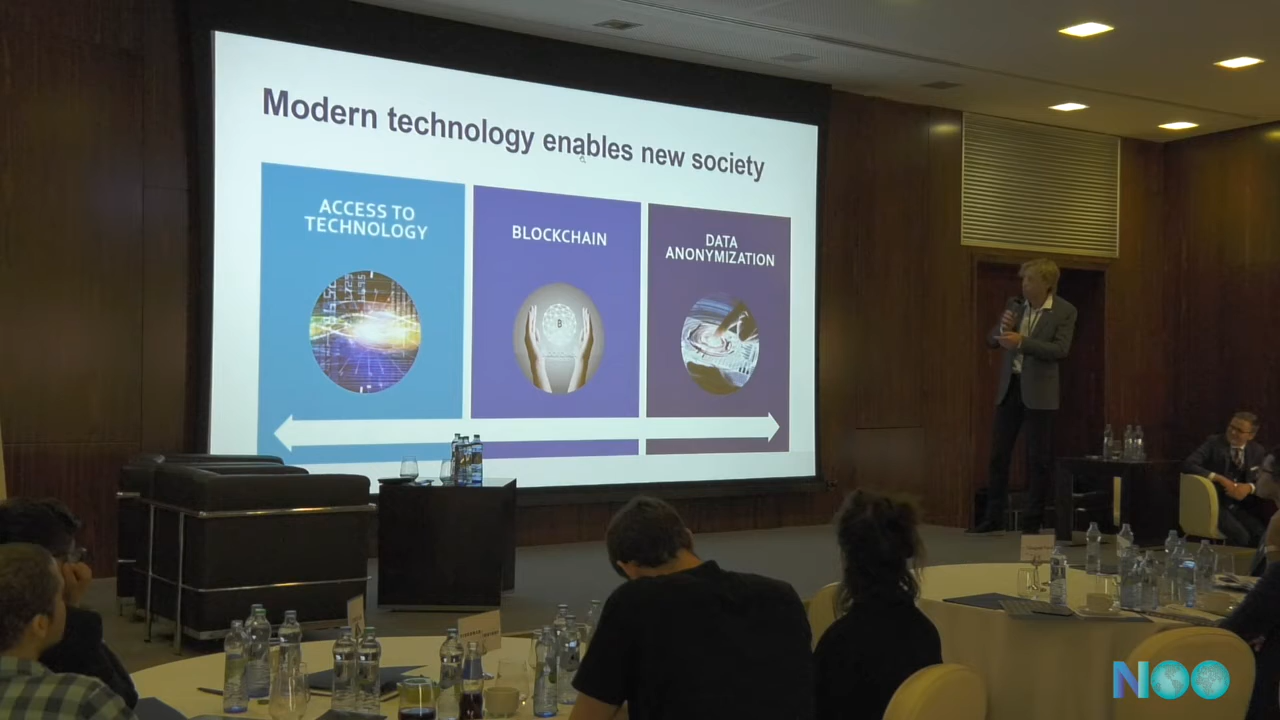 Modern technology enables new society
ACCESS TO
TECHNOLOGY
BLOCKCHAIN
DATA
ANONYMIZATION
NOO